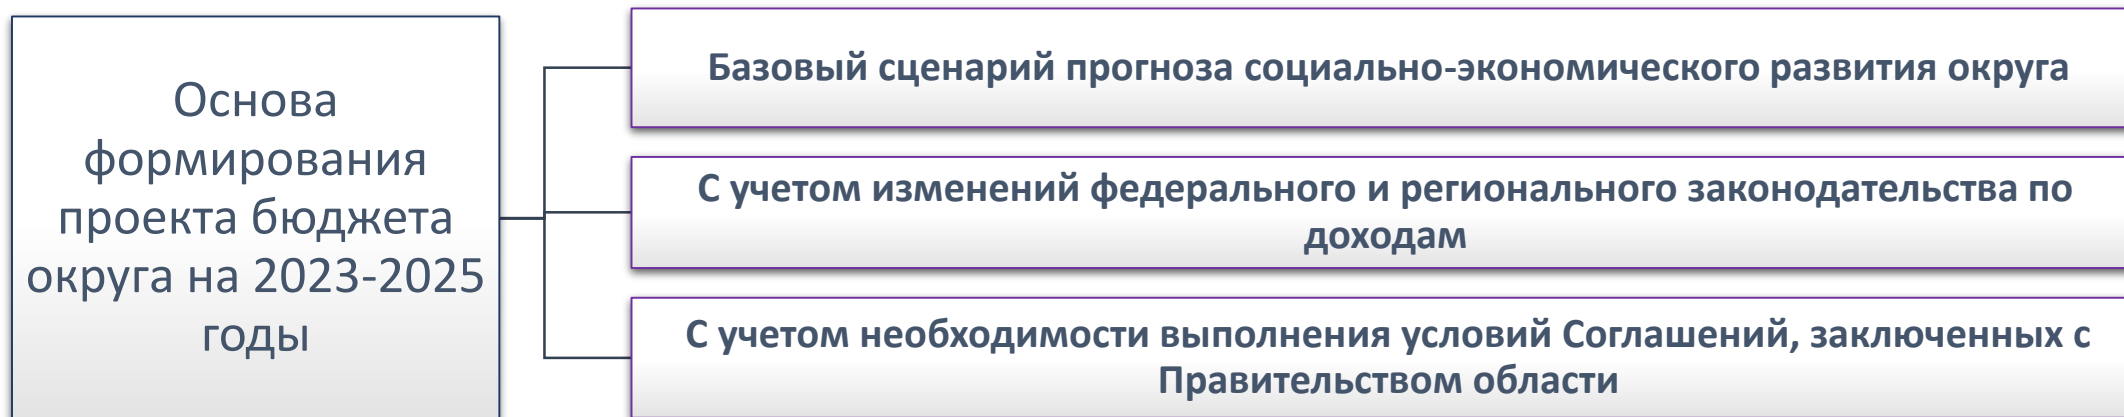 Основа
формирования
проекта бюджета
округа на 2023-2025
годы
Базовый сценарий прогноза социально-экономического развития округа
С учетом изменений федерального и регионального законодательства по
доходам
С учетом необходимости выполнения условий Соглашений, заключенных с
Правительством области